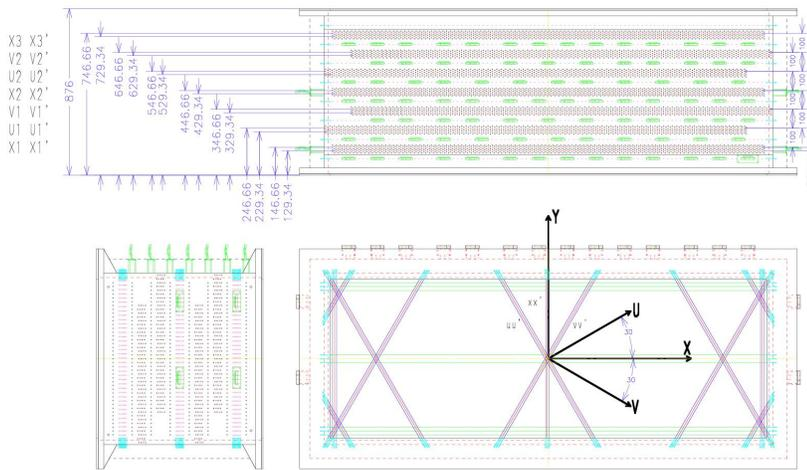 X3 X3'
V2 V2'
U2 U2'
X2 X2'
V1 V1'
U1 U1'
X1 X1'
876
746.66
729.34
646.66
629.34
546.66
529.34
446.66
429.34
346.66
329.34
246.66
229.34
146.66
129.34
100
100
100
100
100
100
Y
XX'
UU'
VV'
U
30
X
30
V